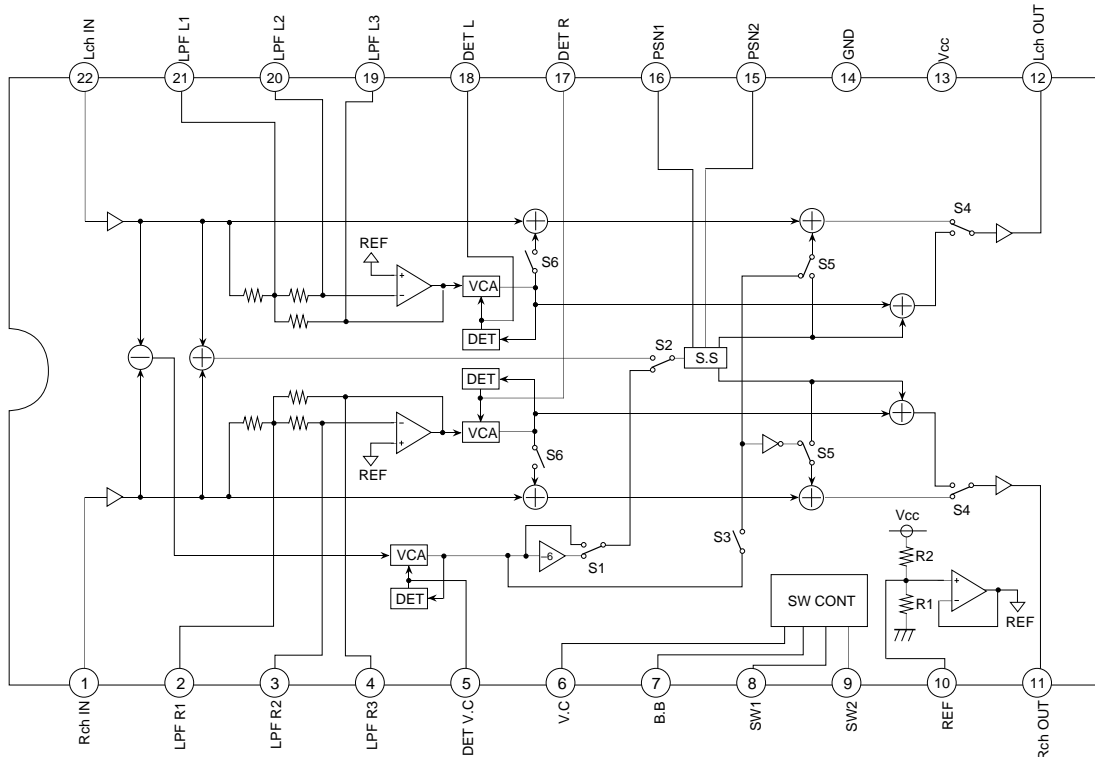 Lch IN
LPF L1
LPF L2
LPF L3
DET L
DET R
PSN1
PSN2
GND
Vcc
Lch OUT
22
21
20
19
18
17
16
15
14
13
12
S4
REF
+
−
VCA
S6
S5
DET
S2
S.S
DET
−
+
VCA
REF
S6
S5
S4
Vcc
S3
R2
VCA
−6
S1
DET
SW CONT
R1
+
−
REF
1
2
3
4
5
6
7
8
9
10
11
Rch IN
LPF R1
LPF R2
LPF R3
DET V.C
V.C
B.B
SW1
SW2
REF
Rch OUT